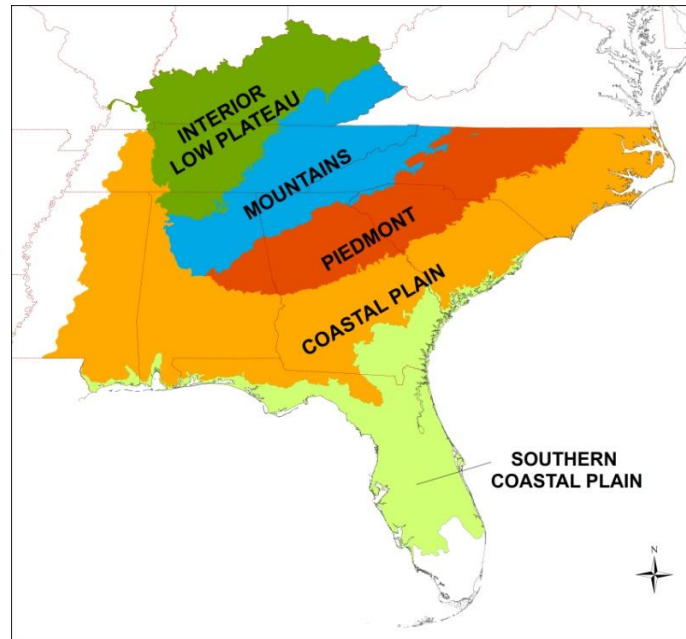 INTERIOR
LOW PLATEAU
MOUNTAINS
PIEDMONT
COASTAL PLAIN
SOUTHERN
COASTAL PLAIN
N